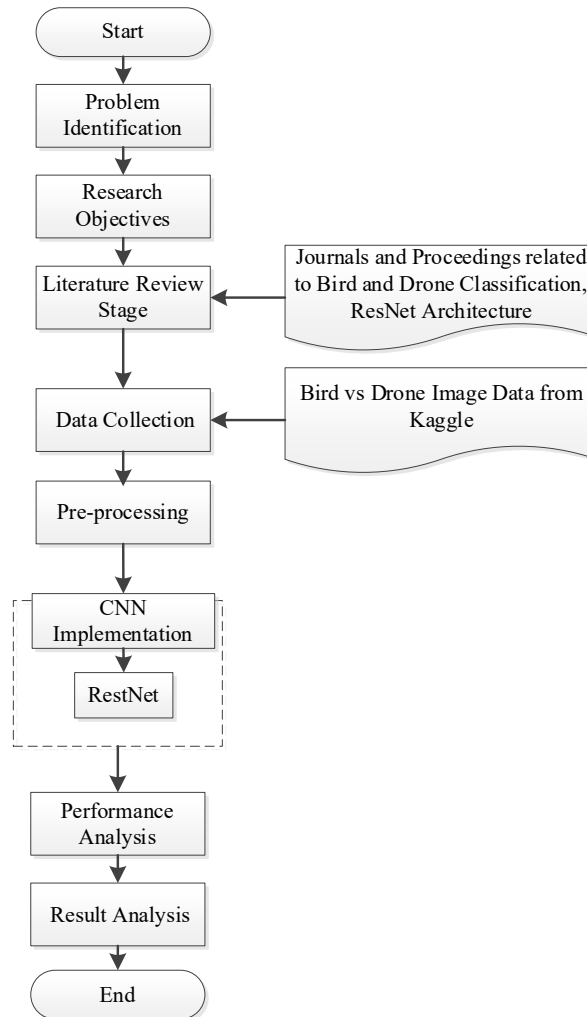 Start
Problem
Identification
Research
Objectives
Literature Review
Stage
Journals and Proceedings related
to Bird and Drone Classification,
ResNet Architecture
Data Collection
Bird vs Drone Image Data from
Kaggle
Pre-processing
CNN
Implementation
RestNet
Performance
Analysis
Result Analysis
End